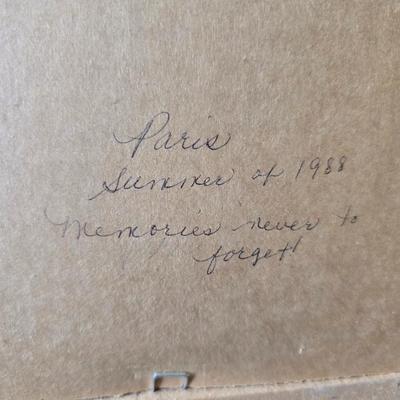 Paris
Summer of 1988
Memories never to
forget!